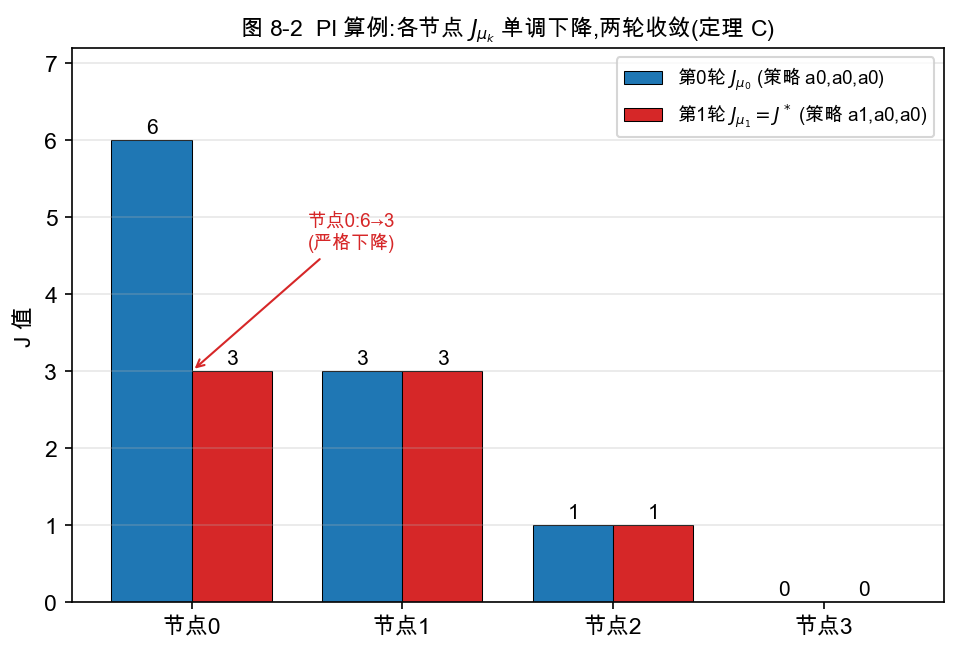 图 8-2  PI 算例:各节点 $J_{\mu_k}$ 单调下降,两轮收敛(定理 C)
第0轮 $J_{\mu_0}$ (策略 a0,a0,a0)
第1轮 $J_{\mu_1} = J^*$ (策略 a1,a0,a0)
J 值
7
6
5
4
3
2
1
0
6
3
3
3
1
1
0
0
节点0:6→3
(严格下降)
节点0
节点1
节点2
节点3